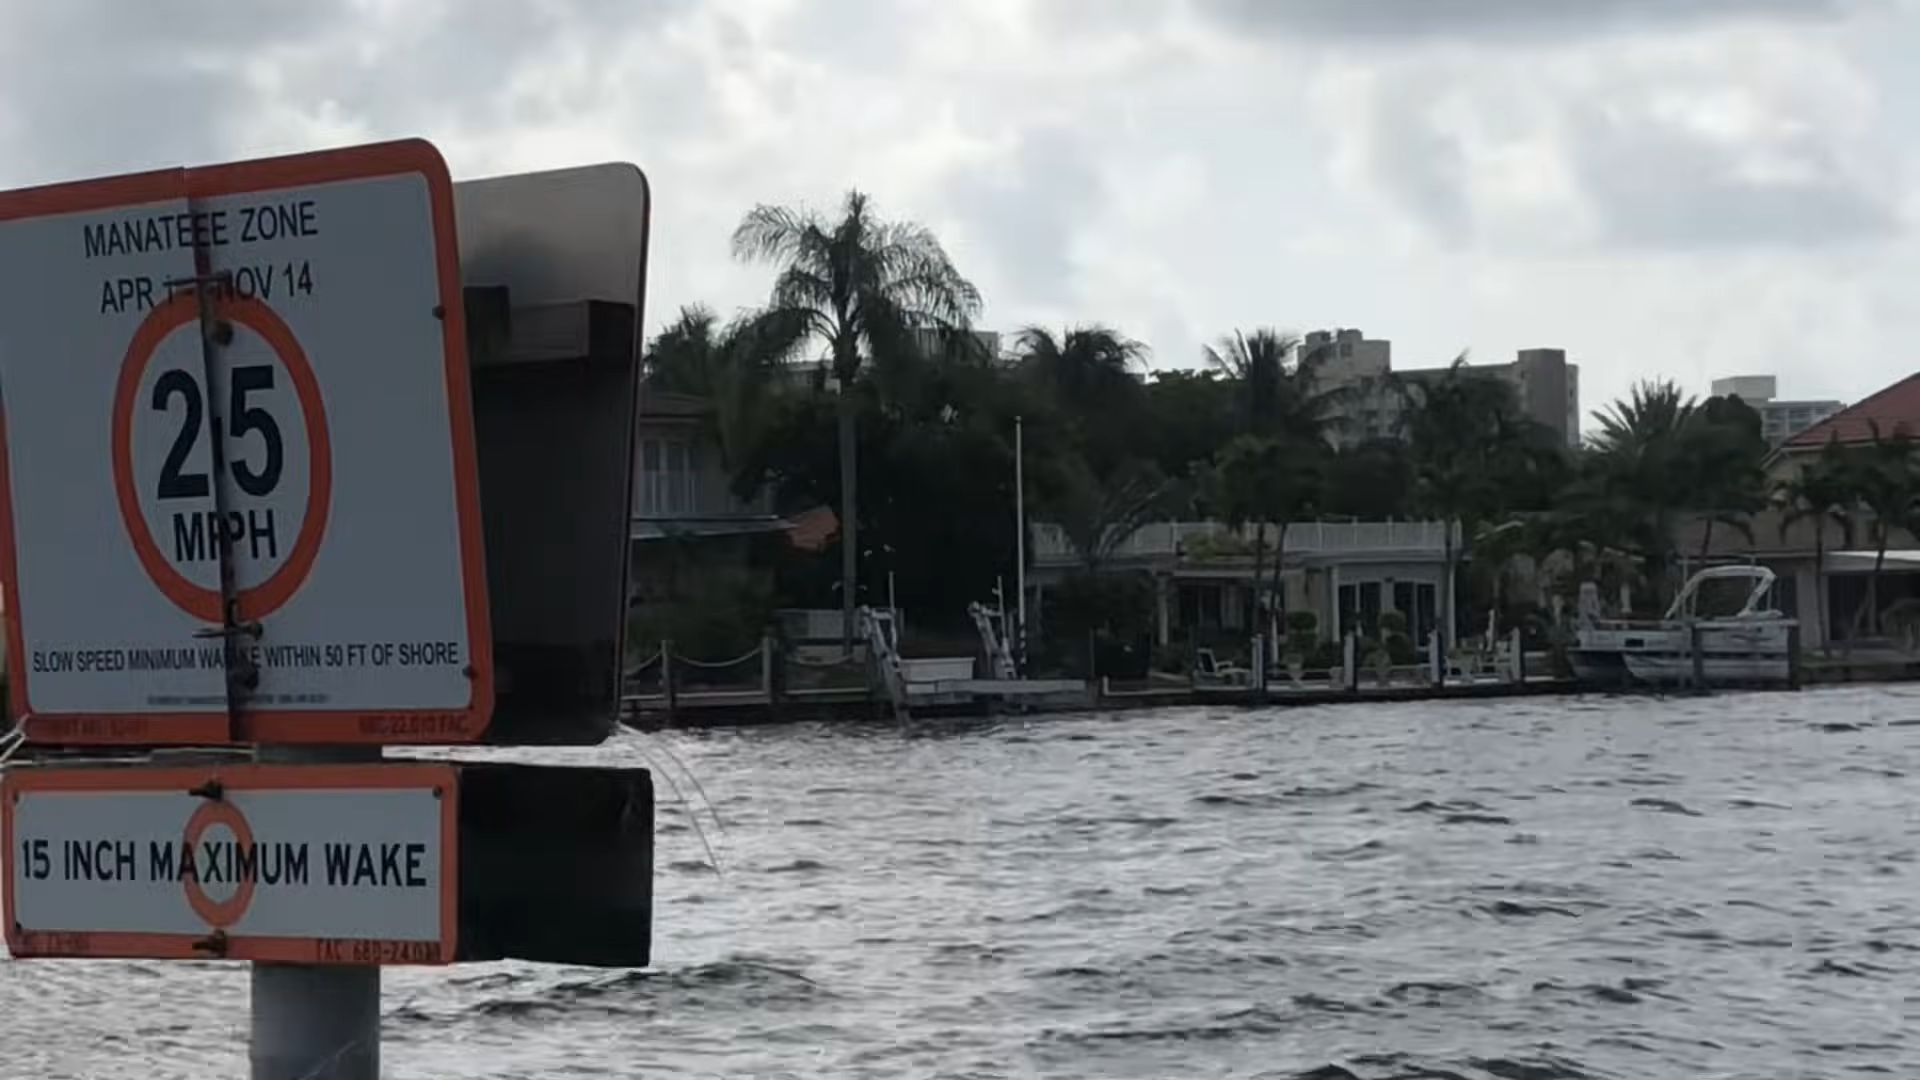 MANATEEE ZONE
APR 1 - NOV 14
25
MPPH
SLOW SPEED MINIMUM WAKE WITHIN 50 FT OF SHORE
15 INCH MAXIMUM WAKE